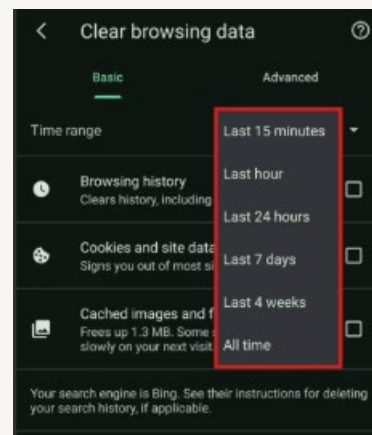 Clear browsing data
Basic
Advanced
Time range
Last 15 minutes
Last hour
Last 24 hours
Last 7 days
Last 4 weeks
All time
Browsing history
Clears history, including
Cookies and site data
Signs you out of most si
Cached images and f
Frees up 1.3 MB. Some s
slowly on your next visit
Your search engine is Bing. See their instructions for deleting
your search history, if applicable.